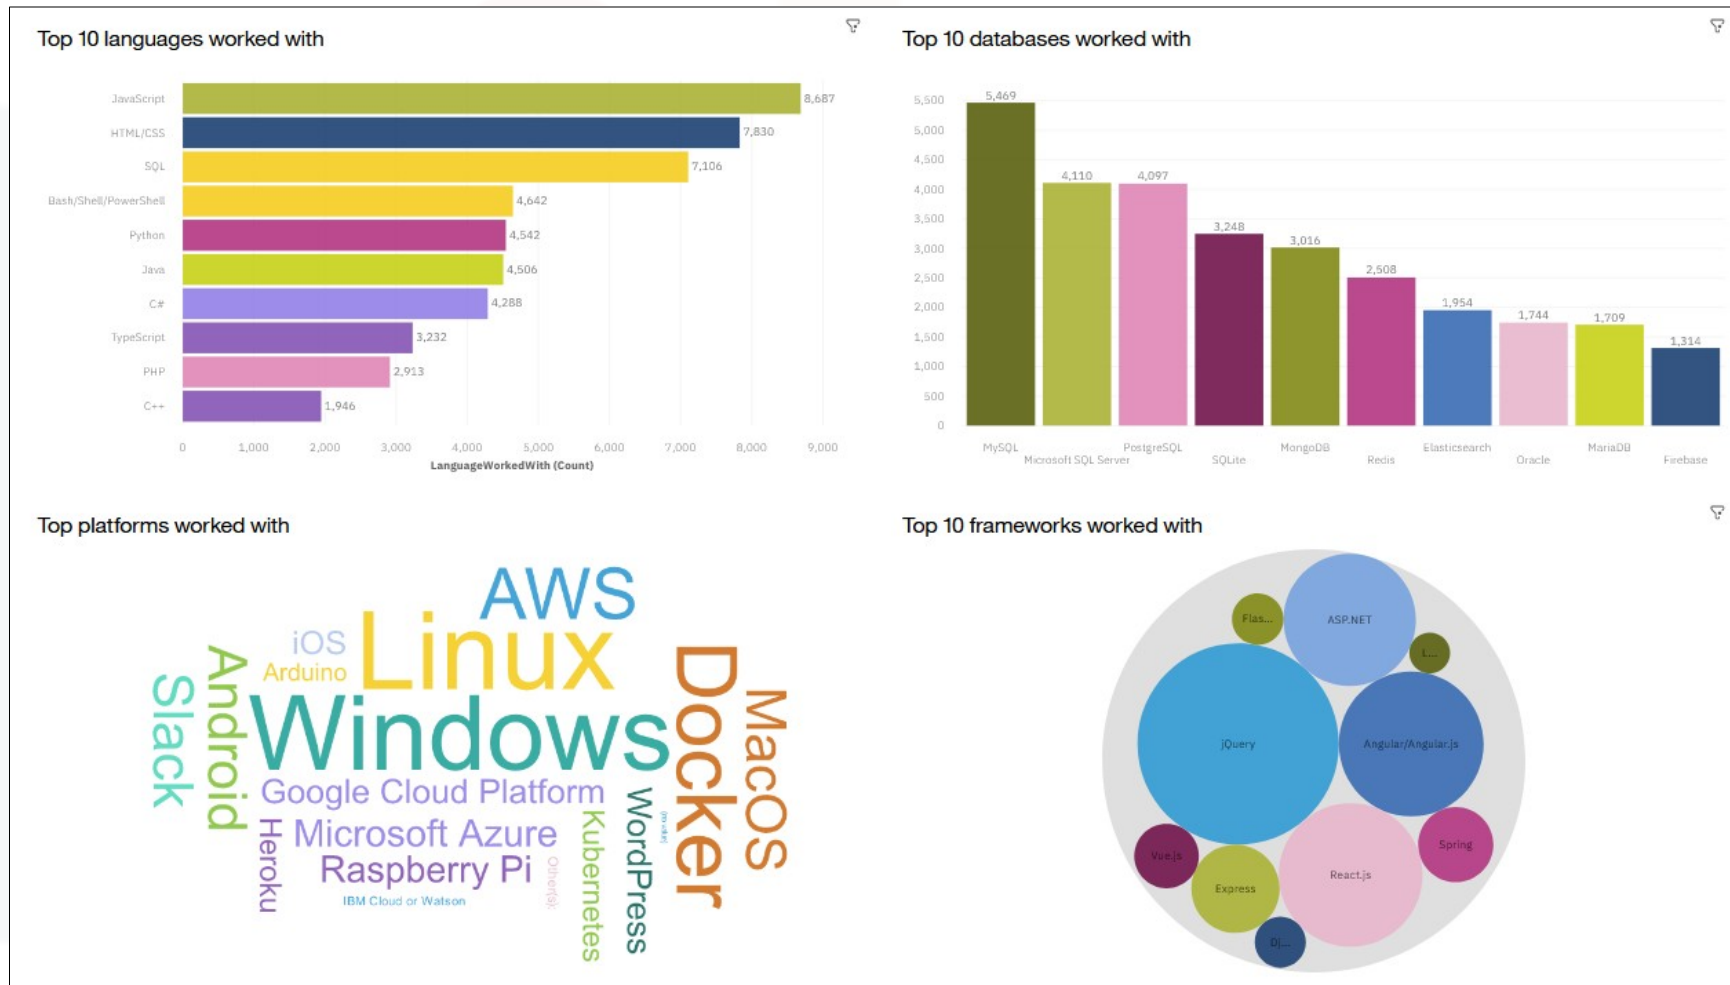 Top 10 languages worked with
JavaScript 8,687
HTML/CSS 7,830
SQL 7,106
Bash/Shell/PowerShell 4,642
Python 4,542
Java 4,506
C# 4,288
TypeScript 3,232
PHP 2,913
C++ 1,946
0 1,000 2,000 3,000 4,000 5,000 6,000 7,000 8,000 9,000
LanguageWorkedWith (Count)
Top 10 databases worked with
5,500
5,000
4,500
4,000
3,500
3,000
2,500
2,000
1,500
1,000
500
0
5,469 4,110 4,097 3,248 3,016 2,508 1,954 1,744 1,709 1,314
MySQL PostgreSQL MongoDB Elasticsearch MariaDB
Microsoft SQL Server SQLite Redis Oracle Firebase
Top platforms worked with
AWS
Linux
iOS
Arduino
Slack
Android
Windows
Docker
MacOS
Google Cloud Platform
Microsoft Azure
Raspberry Pi
IBM Cloud or Watson
Heroku
Other(s):
Kubernetes
WordPress
Top 10 frameworks worked with
ASP.NET
Flas...
L...
jQuery
Angular/Angular.js
Vue.js
Express
React.js
Spring
Dj...